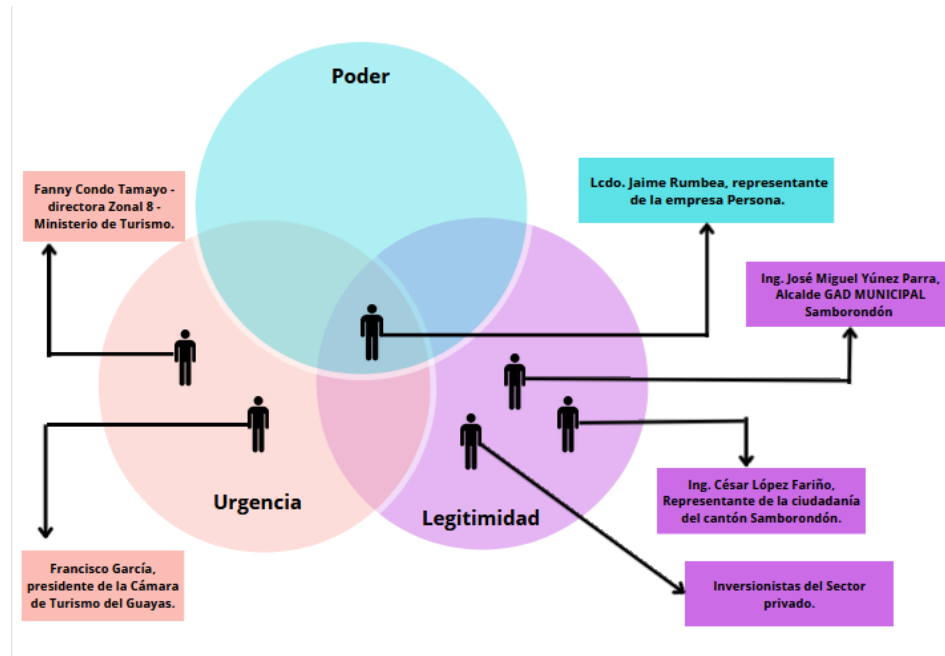 Poder
Fanny Condo Tamayo -
directora Zonal 8 -
Ministerio de Turismo.
Lcdo. Jaime Rumbea, representante
de la empresa Persona.
Ing. José Miguel Yúnez Parra,
Alcalde GAD MUNICIPAL
Samborondón
Urgencia
Legitimidad
Ing. César López Fariño,
Representante de la ciudadanía
del cantón Samborondón.
Francisco García,
presidente de la Cámara
de Turismo del Guayas.
Inversionistas del Sector
privado.